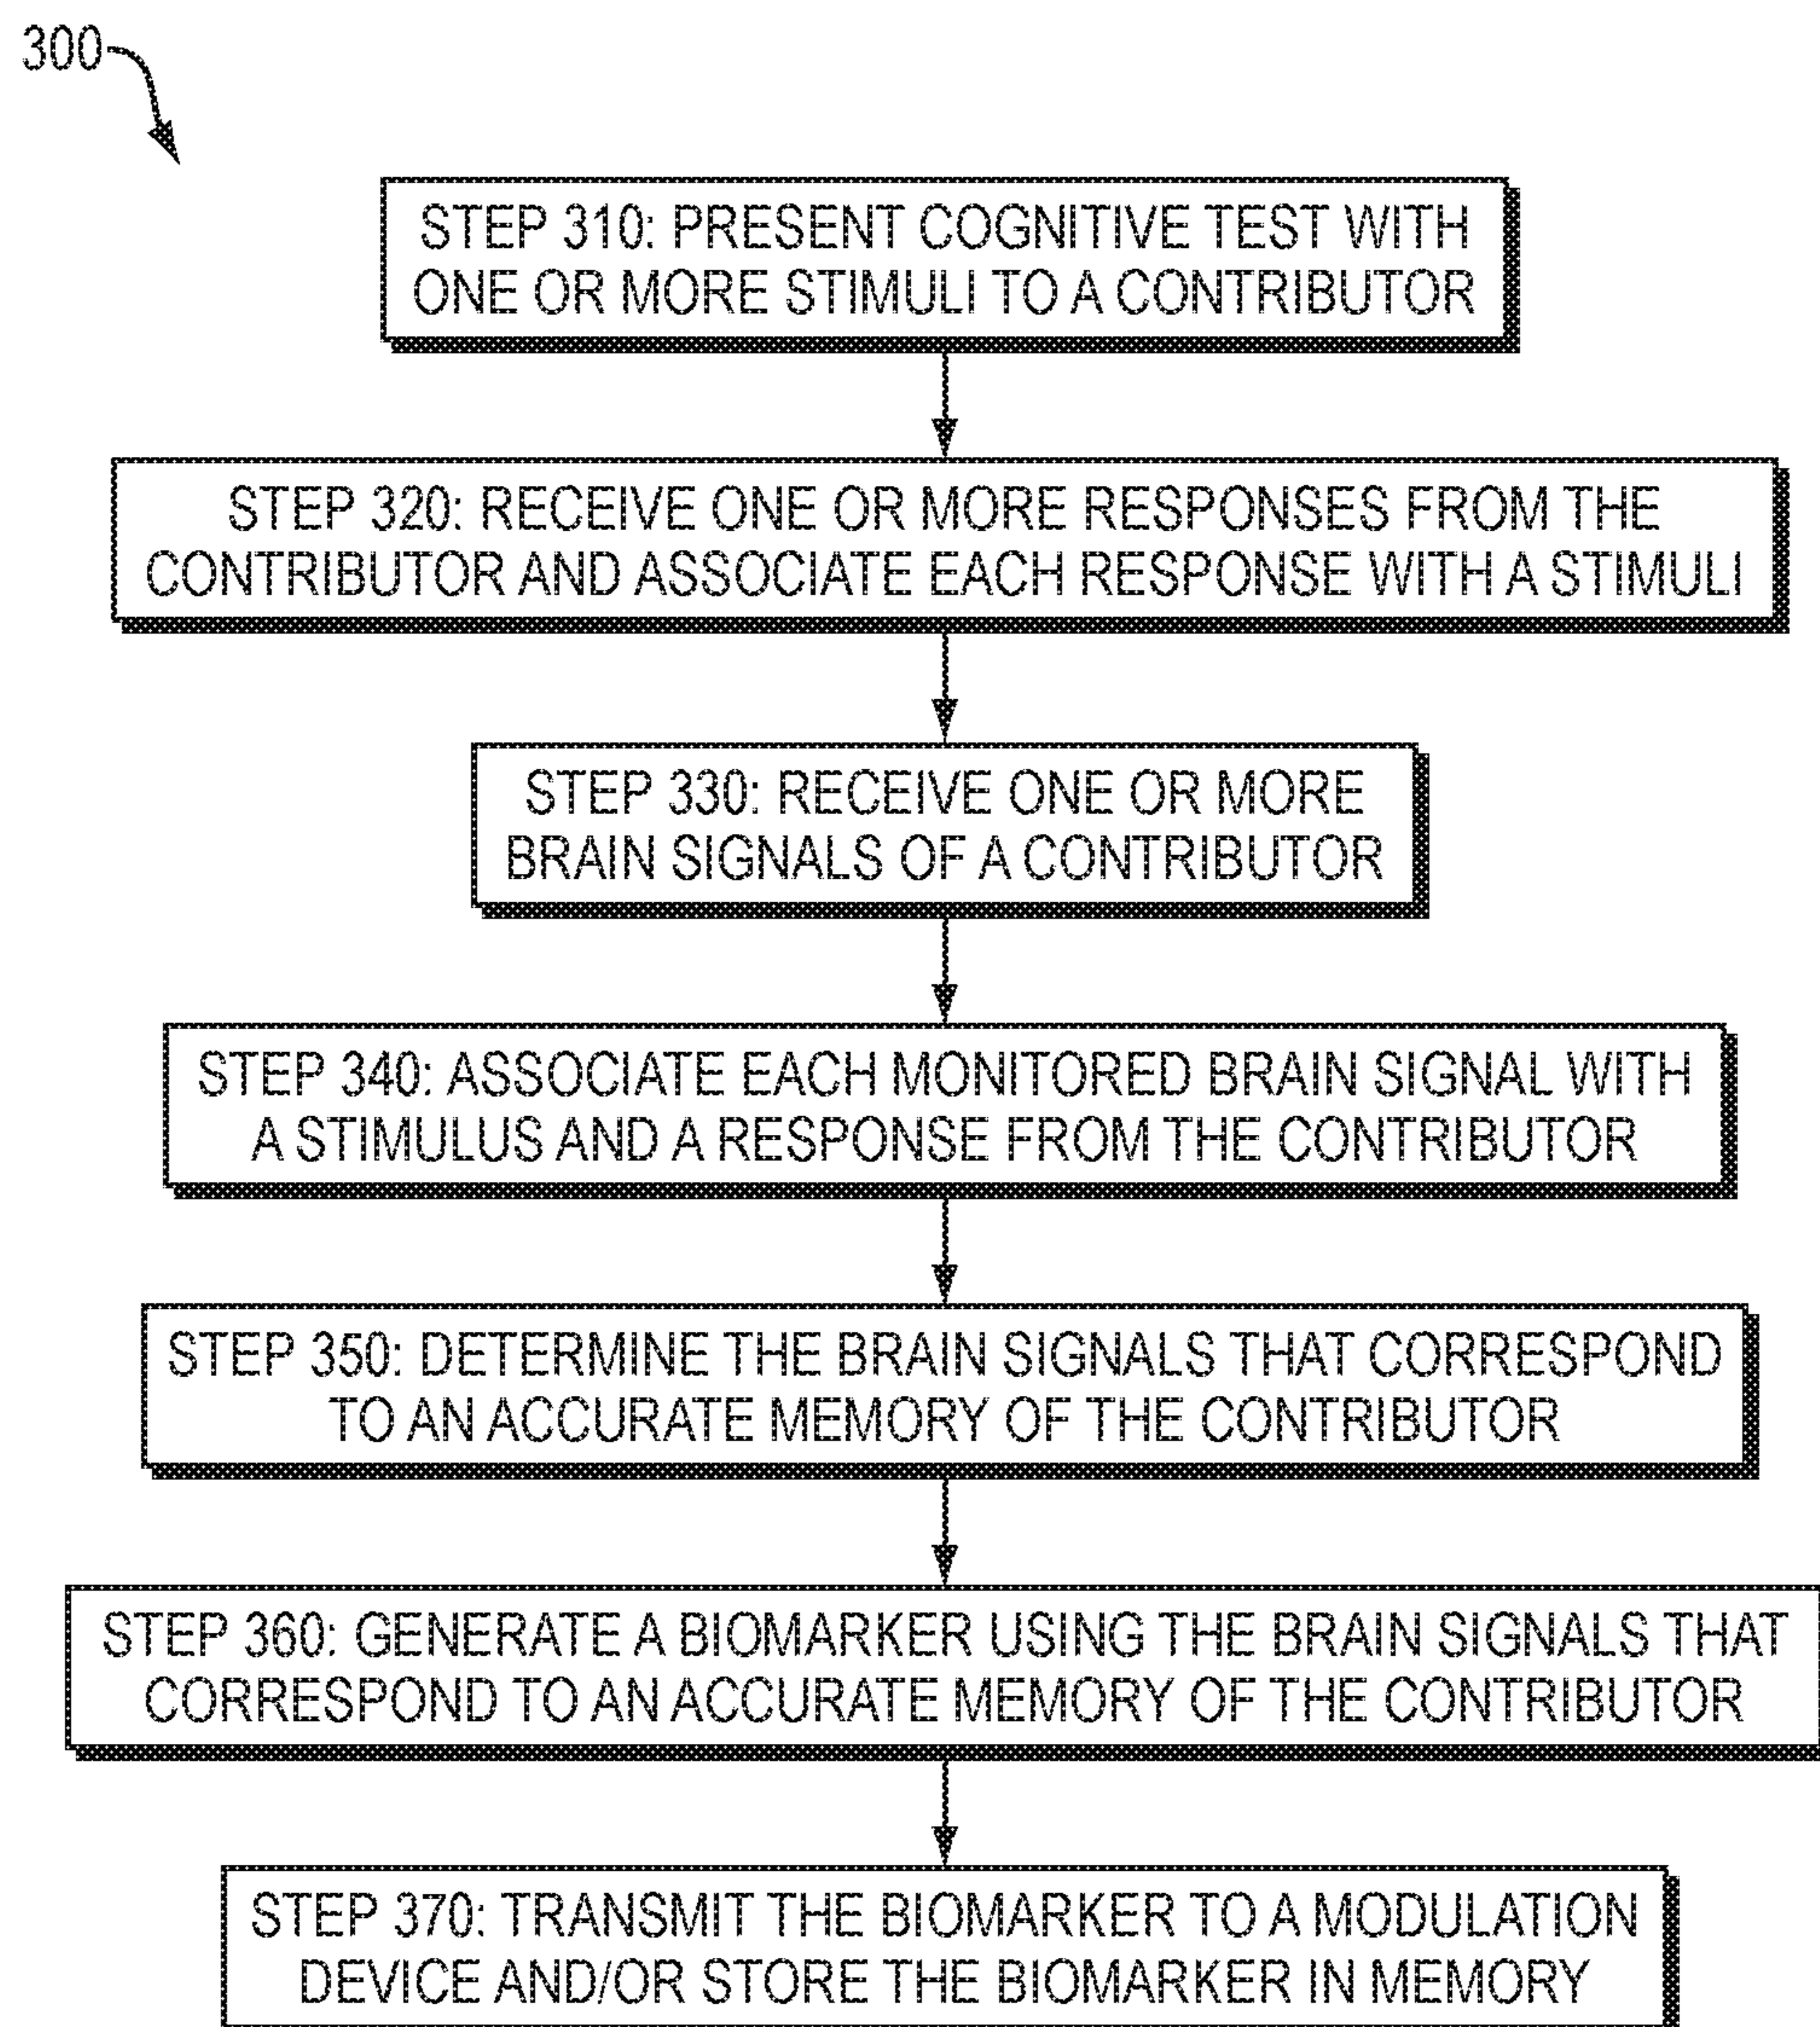 300
STEP 310: PRESENT COGNITIVE TEST WITH
ONE OR MORE STIMULI TO A CONTRIBUTOR
STEP 320: RECEIVE ONE OR MORE RESPONSES FROM THE
CONTRIBUTOR AND ASSOCIATE EACH RESPONSE WITH A STIMULI
STEP 330: RECEIVE ONE OR MORE
BRAIN SIGNALS OF A CONTRIBUTOR
STEP 340: ASSOCIATE EACH MONITORED BRAIN SIGNAL WITH
A STIMULUS AND A RESPONSE FROM THE CONTRIBUTOR
STEP 350: DETERMINE THE BRAIN SIGNALS THAT CORRESPOND
TO AN ACCURATE MEMORY OF THE CONTRIBUTOR
STEP 360: GENERATE A BIOMARKER USING THE BRAIN SIGNALS THAT
CORRESPOND TO AN ACCURATE MEMORY OF THE CONTRIBUTOR
STEP 370: TRANSMIT THE BIOMARKER TO A MODULATION
DEVICE AND/OR STORE THE BIOMARKER IN MEMORY